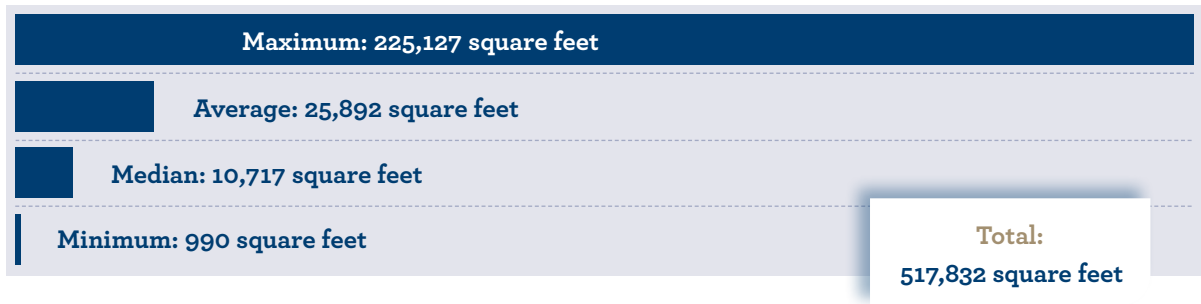 Maximum: 225,127 square feet
Average: 25,892 square feet
Median: 10,717 square feet
Minimum: 990 square feet
Total:
517,832 square feet